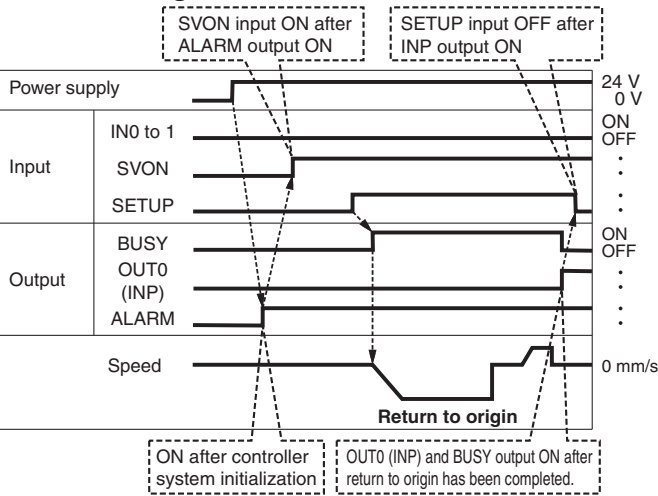 SVON input ON after
ALARM output ON
SETUP input OFF after
INP output ON
Power supply
24 V
0 V
Input
IN0 to 1
ON
OFF
SVON
SETUP
Output
BUSY
ON
OFF
OUT0
(INP)
ALARM
Speed
0 mm/s
Return to origin
ON after controller
system initialization
OUT0 (INP) and BUSY output ON after
return to origin has been completed.